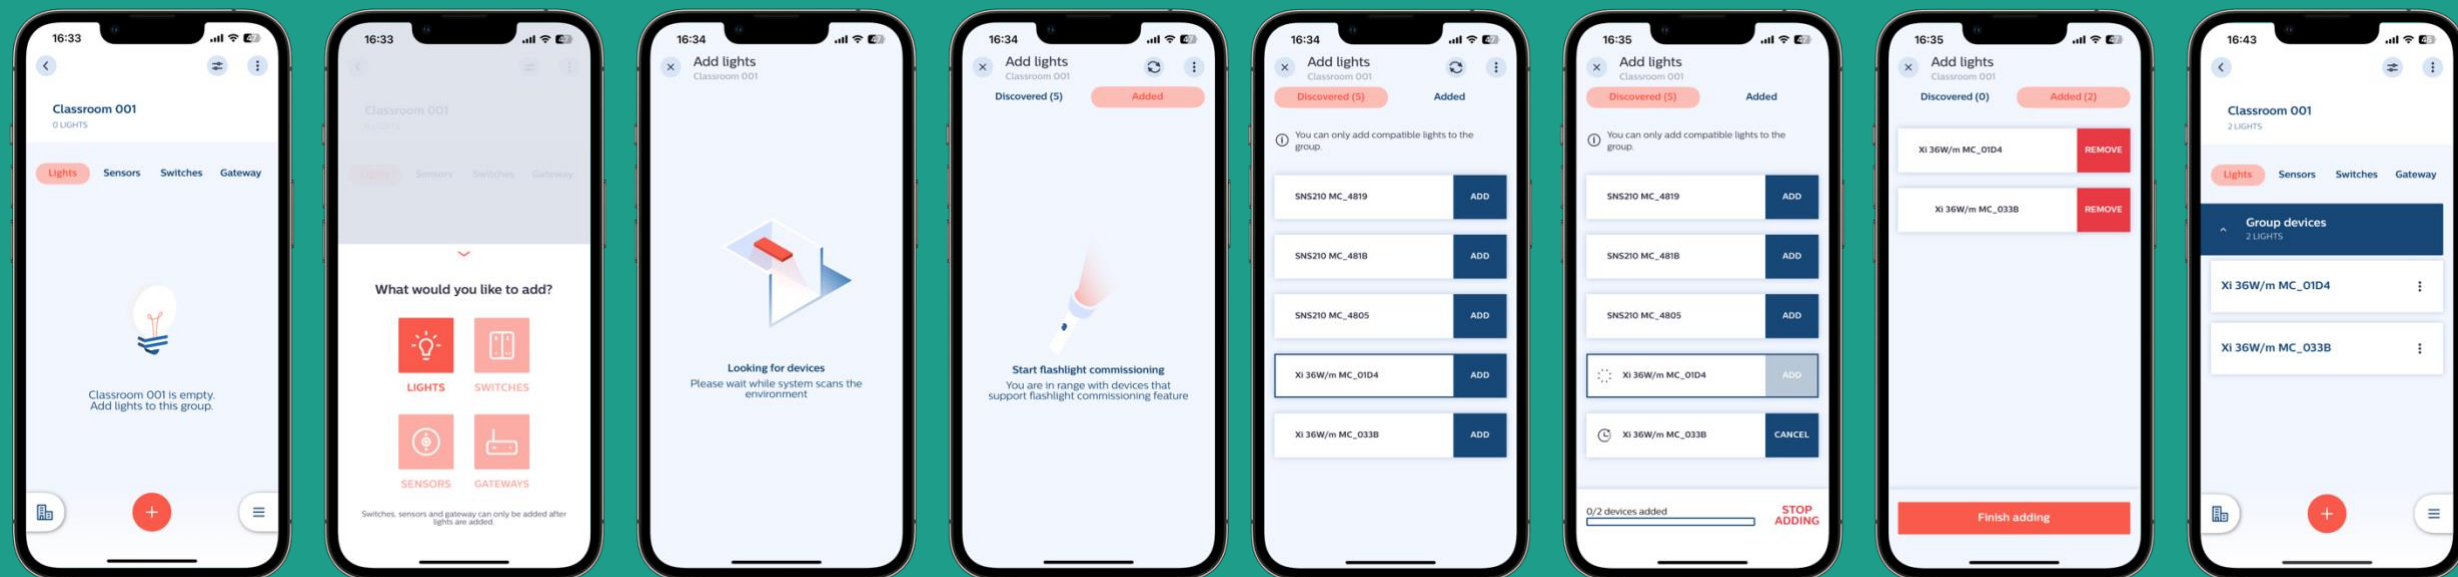 16:33
Classroom 001
0 LIGHTS
Lights Sensors Switches Gateway
Classroom 001 is empty.
Add lights to this group.
16:33
Classroom 001
Lights Sensors Switches Gateway
What would you like to add?
LIGHTS SWITCHES
SENSORS GATEWAYS
Switches, sensors and gateway can only be added after
lights are added.
16:34
Add lights
Classroom 001
Looking for devices
Please wait while system scans the
environment
16:34
Add lights
Classroom 001
Discovered (5) Added
Start flashlight commissioning
You are in range with devices that
support flashlight commissioning feature
16:34
Add lights
Classroom 001
Discovered (5) Added
You can only add compatible lights to the
group.
SNS210 MC_4819 ADD
SNS210 MC_481B ADD
SNS210 MC_4805 ADD
Xi 36W/m MC_01D4 ADD
Xi 36W/m MC_033B ADD
16:35
Add lights
Classroom 001
Discovered (5) Added
You can only add compatible lights to the
group.
SNS210 MC_4819 ADD
SNS210 MC_481B ADD
SNS210 MC_4805 ADD
Xi 36W/m MC_01D4 ADD
Xi 36W/m MC_033B CANCEL
0/2 devices added STOP
ADDING
16:35
Add lights
Classroom 001
Discovered (0) Added (2)
Xi 36W/m MC_01D4 REMOVE
Xi 36W/m MC_033B REMOVE
Finish adding
16:43
Classroom 001
2 LIGHTS
Lights Sensors Switches Gateway
Group devices
2 LIGHTS
Xi 36W/m MC_01D4
Xi 36W/m MC_033B